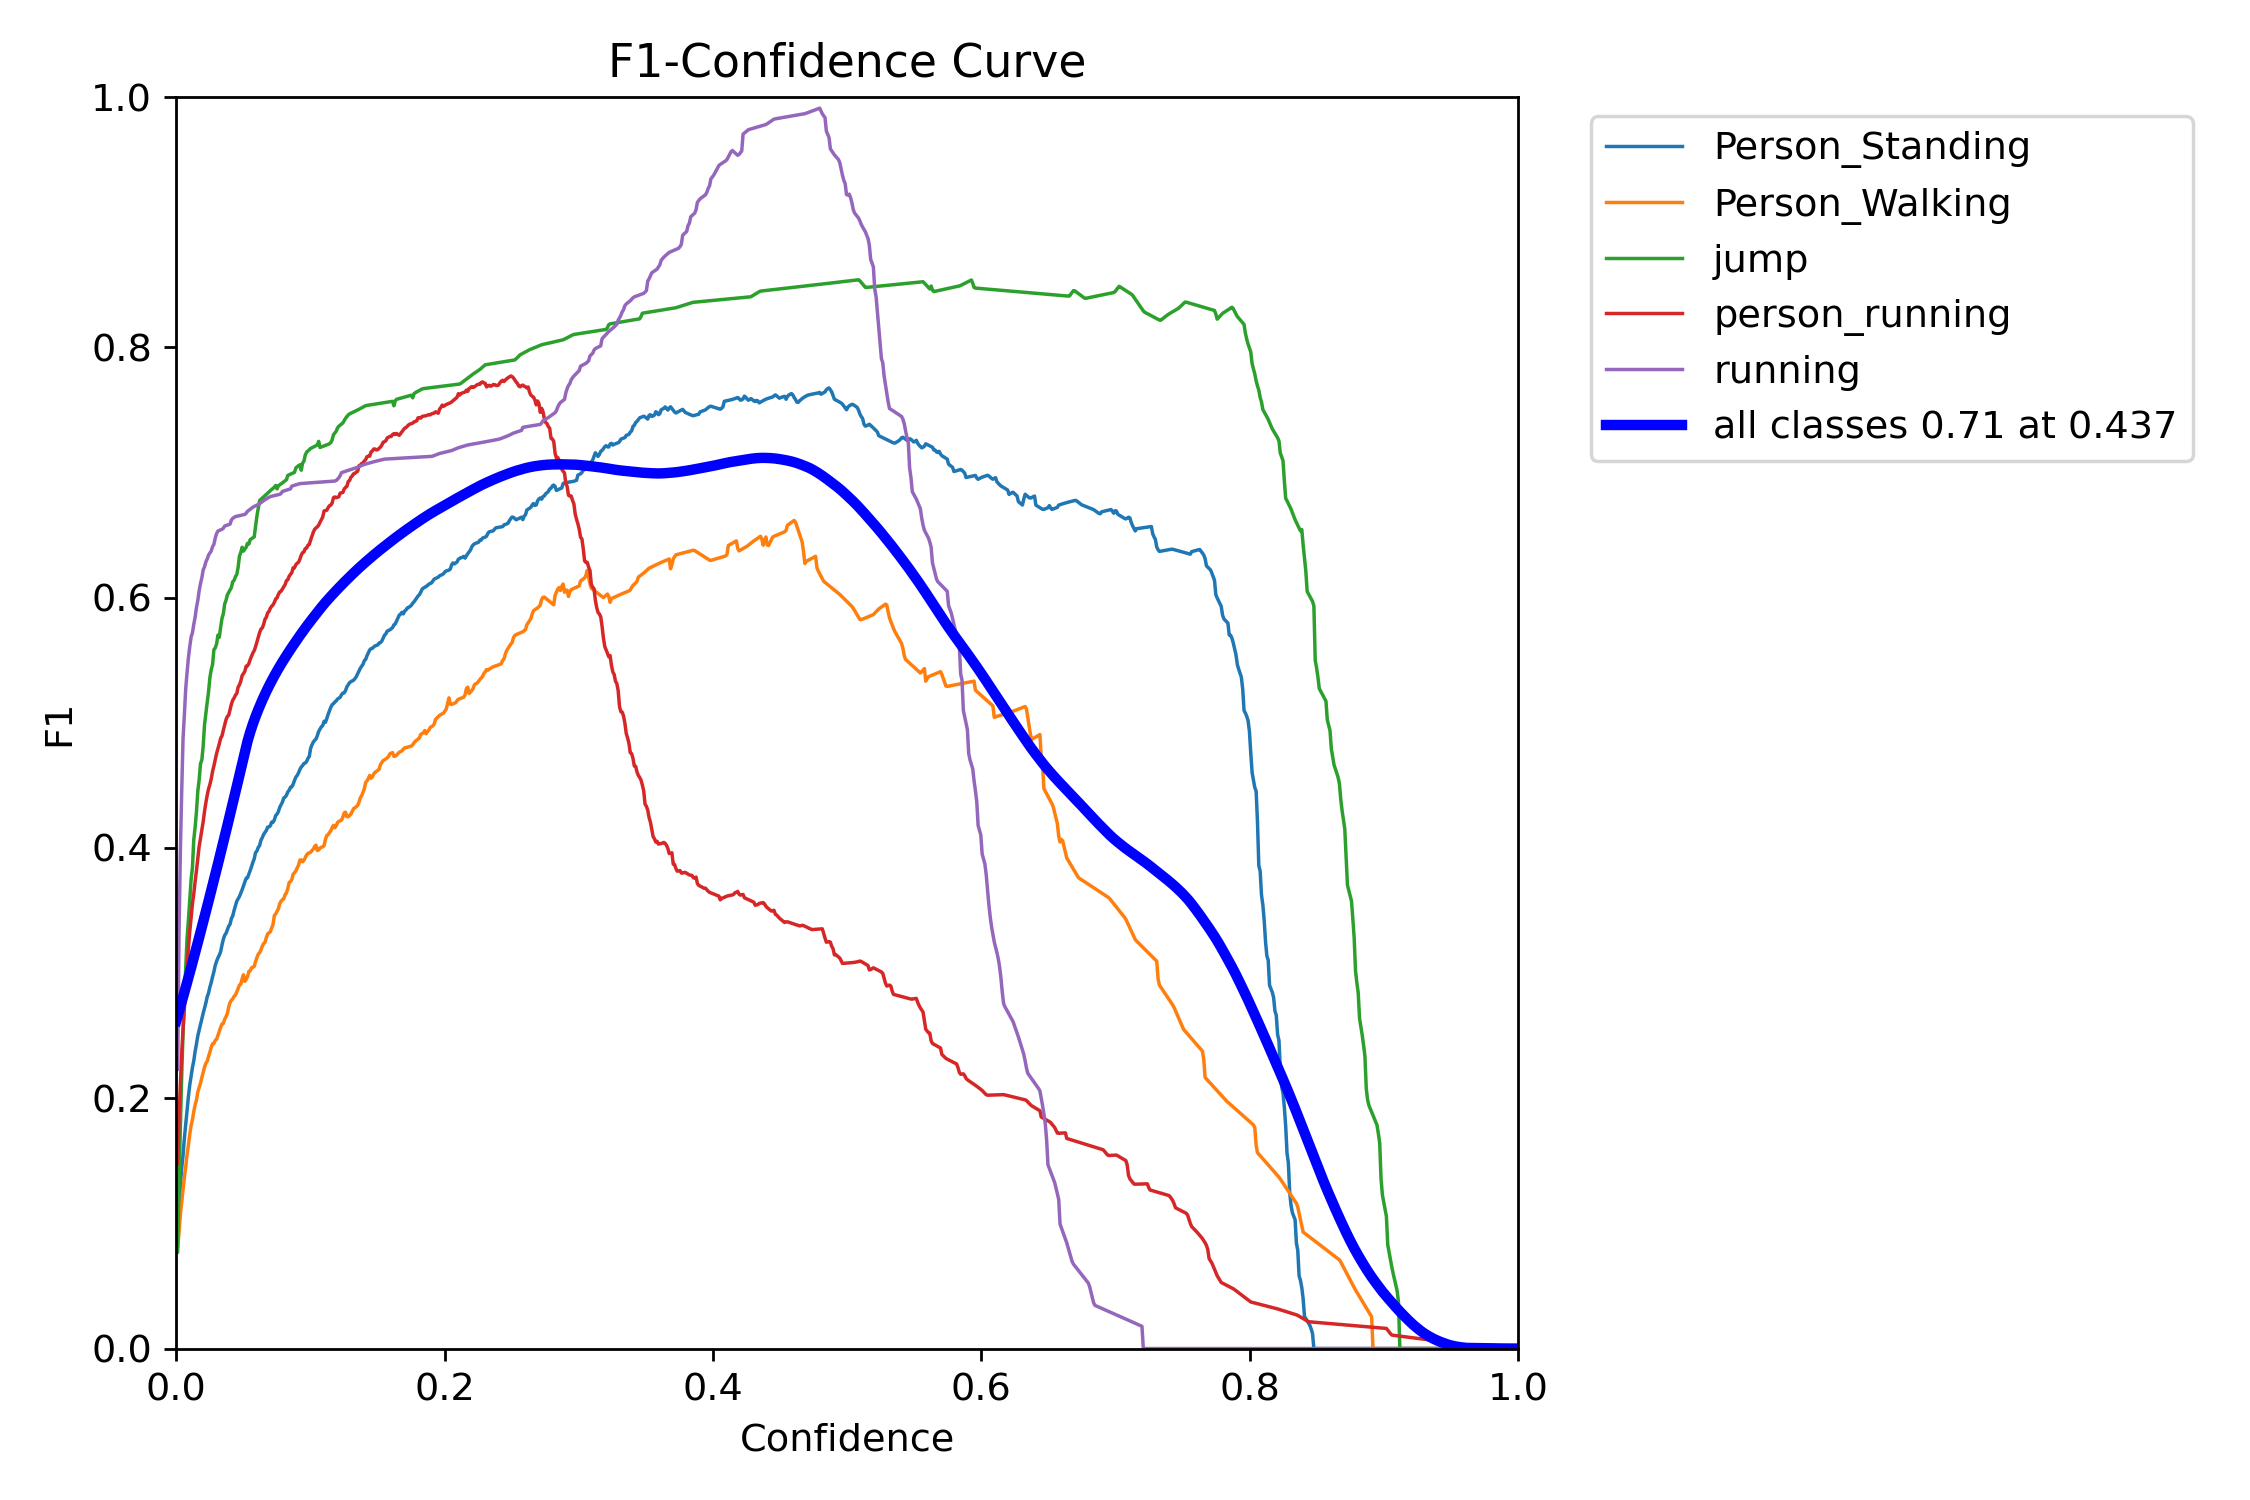 F1-Confidence Curve
1.0
0.8
0.6
0.4
0.2
0.0
F1
0.0 0.2 0.4 0.6 0.8 1.0
Confidence
Person_Standing
Person_Walking
jump
person_running
running
all classes 0.71 at 0.437